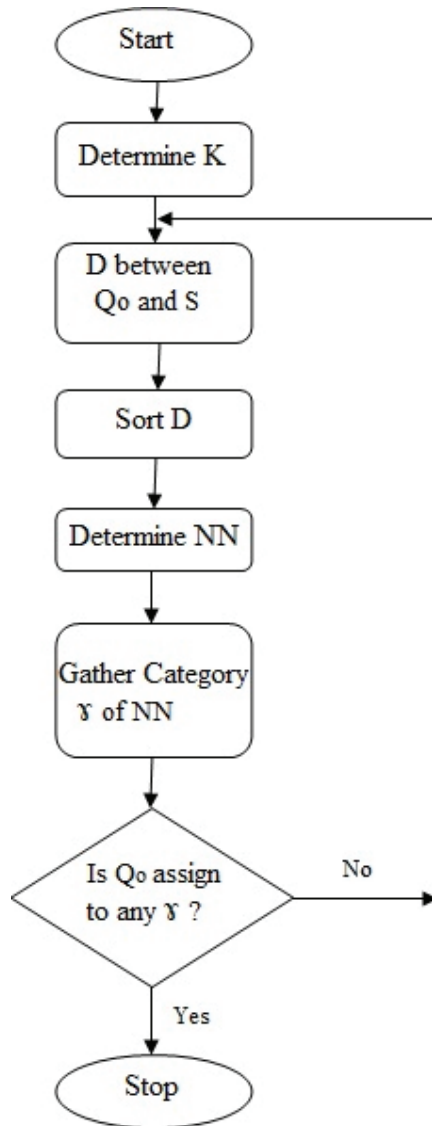 Start
Determine K
D between
Qo and S
Sort D
Determine NN
Gather Category
ɤ of NN
Is Qo assign
to any ɤ ?
No
Yes
Stop